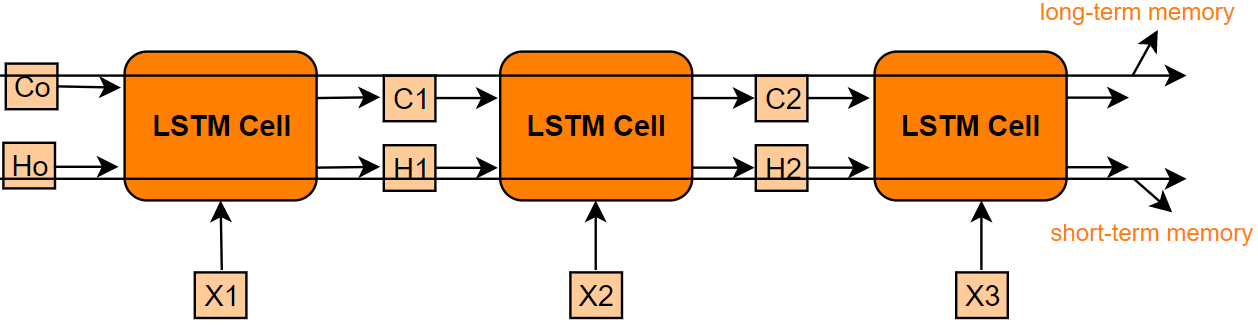 long-term memory
Co
C1
C2
LSTM Cell
LSTM Cell
LSTM Cell
Ho
H1
H2
short-term memory
X1
X2
X3